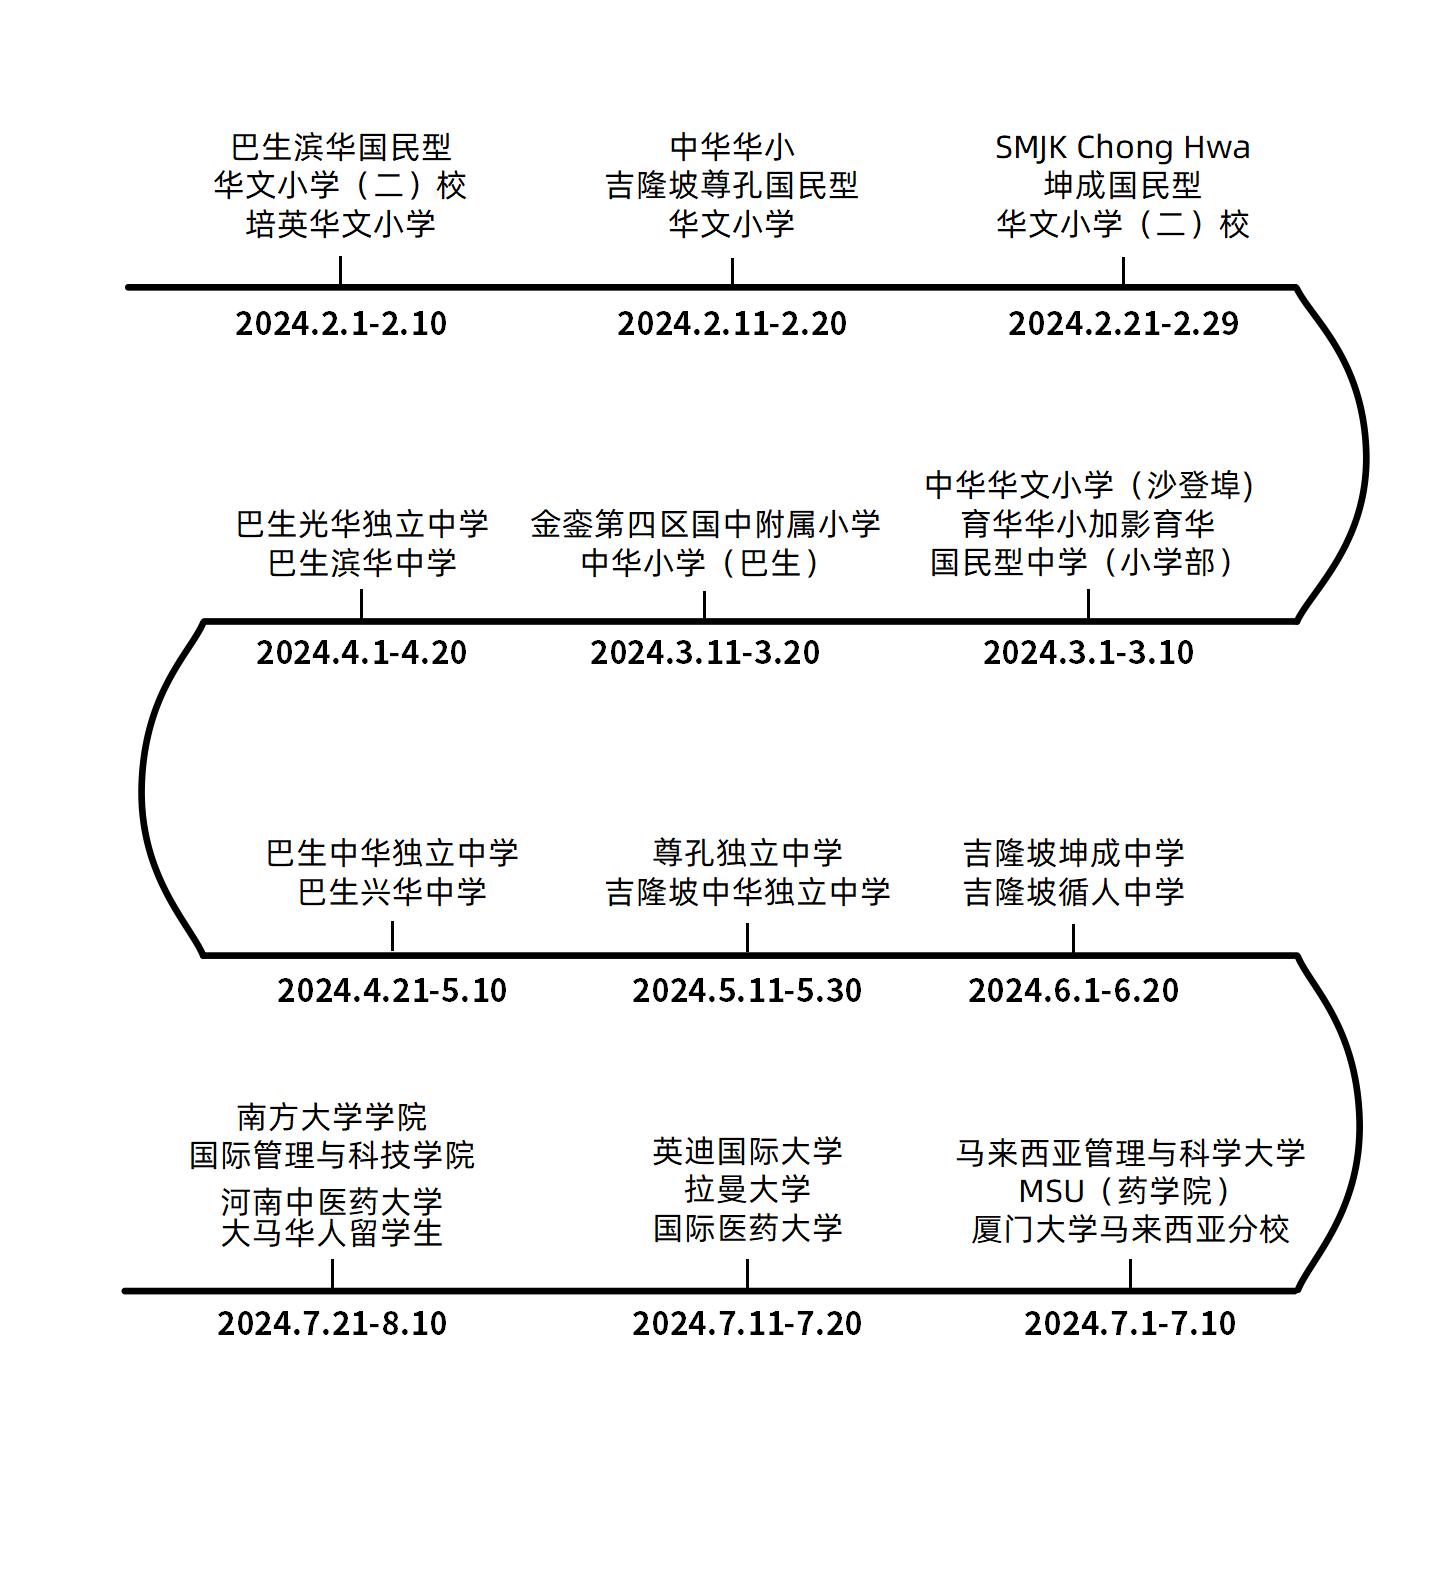 巴生滨华国民型
华文小学（二）校
培英华文小学
2024.2.1-2.10
中华华小
吉隆坡尊孔国民型
华文小学
2024.2.11-2.20
SMJK Chong Hwa
坤成国民型
华文小学（二）校
2024.2.21-2.29
中华华文小学（沙登埠)
育华华小加影育华
国民型中学（小学部）
2024.3.1-3.10
金銮第四区国中附属小学
中华小学（巴生）
2024.3.11-3.20
巴生光华独立中学
巴生滨华中学
2024.4.1-4.20
巴生中华独立中学
巴生兴华中学
2024.4.21-5.10
尊孔独立中学
吉隆坡中华独立中学
2024.5.11-5.30
吉隆坡坤成中学
吉隆坡循人中学
2024.6.1-6.20
马来西亚管理与科学大学
MSU（药学院）
厦门大学马来西亚分校
2024.7.1-7.10
英迪国际大学
拉曼大学
国际医药大学
2024.7.11-7.20
南方大学学院
国际管理与科技学院
河南中医药大学
大马华人留学生
2024.7.21-8.10